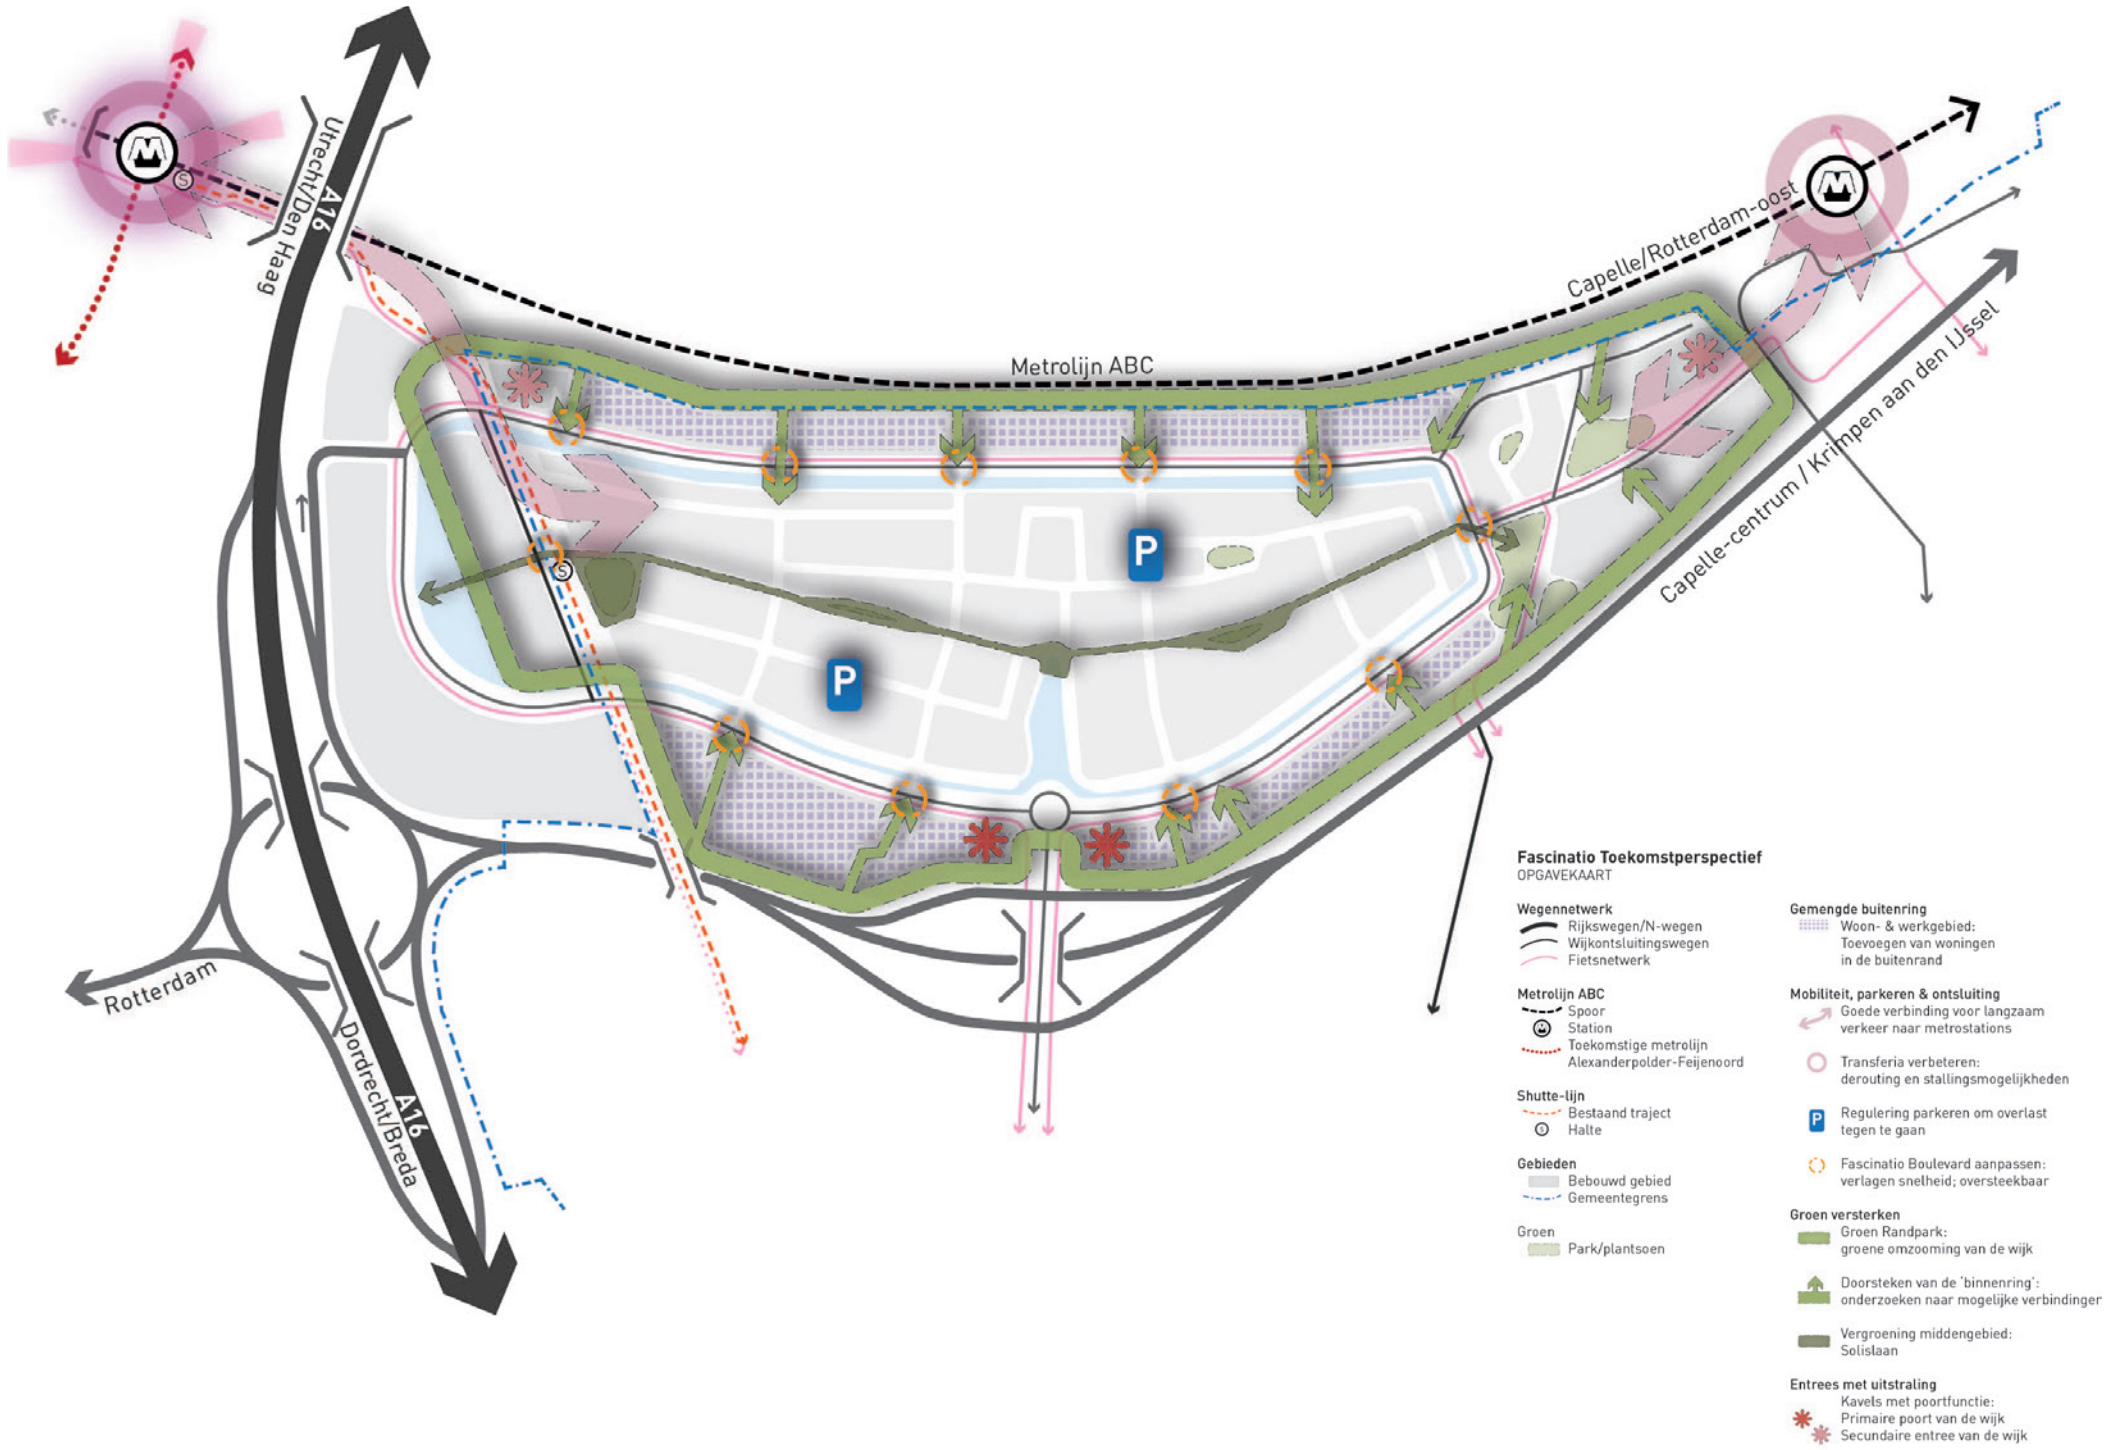 Utrecht/Den Haag
A16
S
Metrolijn ABC
Capelle/Rotterdam-oost
Capelle-centrum / Krimpen aan den IJssel
P
S
P
Rotterdam
Dordrecht/Breda
A16
Fascinatio Toekomstperspectief
OPGAVEKAART
Wegennetwerk
Rijkswegen/N-wegen
Wijkontsluitingswegen
Fietsnetwerk
Metrolijn ABC
Spoor
Station
Toekomstige metrolijn
Alexanderpolder-Feijenoord
Shutte-lijn
Bestaand traject
S
Halte
Gebieden
Bebouwd gebied
Gemeentegrens
Groen
Park/plantsoen
Gemengde buitenring
Woon- & werkgebied:
Toevoegen van woningen
in de buitenrand
Mobiliteit, parkeren & ontsluiting
Goede verbinding voor langzaam
verkeer naar metrostations
Transferia verbeteren:
derouting en stallingsmogelijkheden
P
Regulering parkeren om overlast
tegen te gaan
Fascinatio Boulevard aanpassen:
verlagen snelheid; oversteekbaar
Groen versterken
Groen Randpark:
groene omzooming van de wijk
Doorsteken van de 'binnenring':
onderzoeken naar mogelijke verbindingen
Vergroening middengebied:
Solislaan
Entrees met uitstraling
Kavels met poortfunctie:
Primaire poort van de wijk
Secundaire entree van de wijk